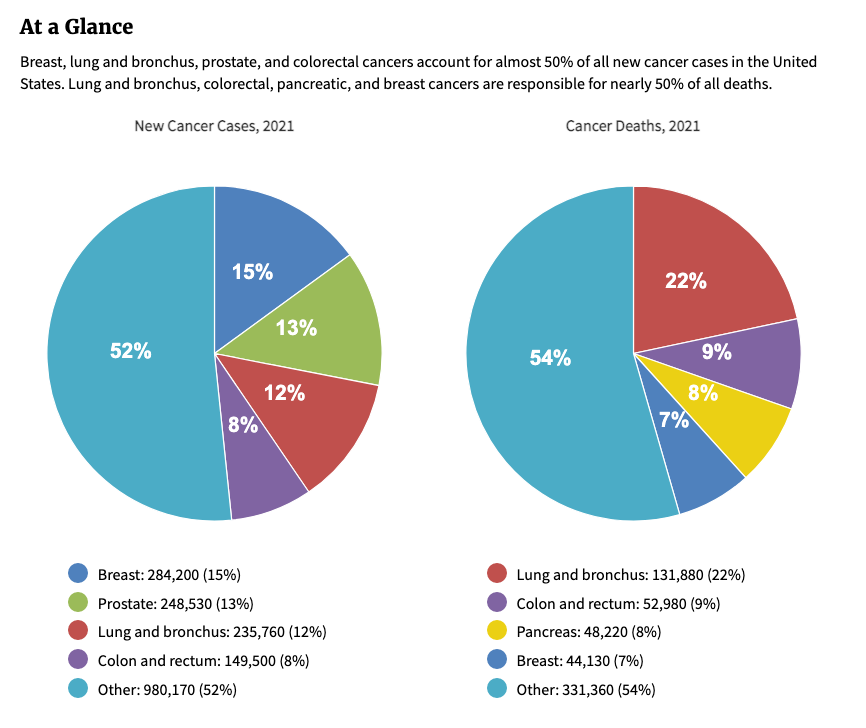 At a Glance
Breast, lung and bronchus, prostate, and colorectal cancers account for almost 50% of all new cancer cases in the United
States. Lung and bronchus, colorectal, pancreatic, and breast cancers are responsible for nearly 50% of all deaths.
New Cancer Cases, 2021
15%
13%
12%
8%
52%
Breast: 284,200 (15%)
Prostate: 248,530 (13%)
Lung and bronchus: 235,760 (12%)
Colon and rectum: 149,500 (8%)
Other: 980,170 (52%)
Cancer Deaths, 2021
22%
9%
8%
7%
54%
Lung and bronchus: 131,880 (22%)
Colon and rectum: 52,980 (9%)
Pancreas: 48,220 (8%)
Breast: 44,130 (7%)
Other: 331,360 (54%)